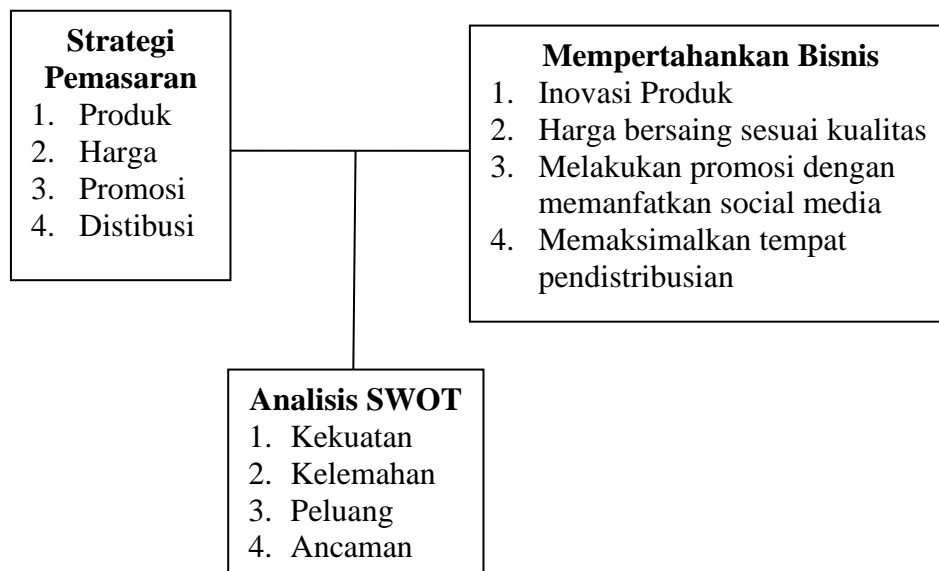 Strategi
Pemasaran
1. Produk
2. Harga
3. Promosi
4. Distibusi
Mempertahankan Bisnis
1. Inovasi Produk
2. Harga bersaing sesuai kualitas
3. Melakukan promosi dengan
memanfatkan social media
4. Memaksimalkan tempat
pendistribusian
Analisis SWOT
1. Kekuatan
2. Kelemahan
3. Peluang
4. Ancaman